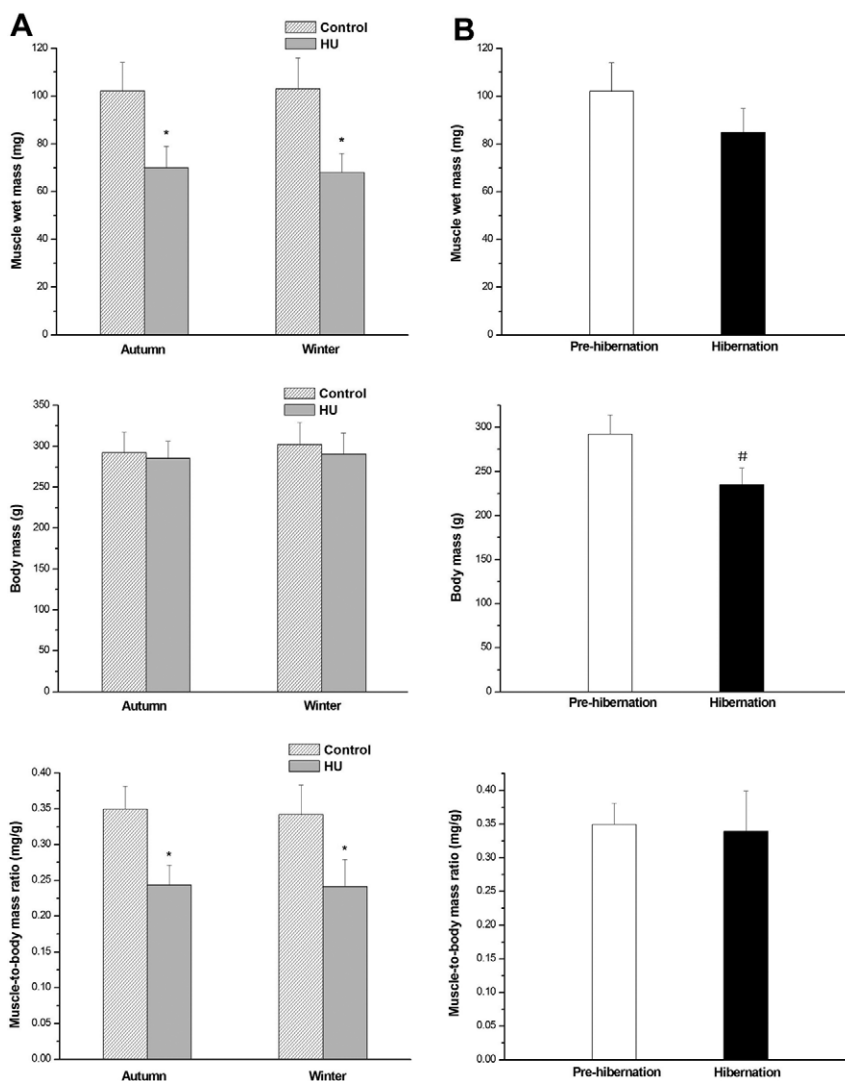 A
Control
HU
120
100
80
60
40
20
0
Muscle wet mass (mg)
*
*
Autumn Winter
B
120
100
80
60
40
20
0
Muscle wet mass (mg)
Pre-hibernation Hibernation
Control
HU
350
300
250
200
150
100
50
0
Body mass (g)
Autumn Winter
300
250
200
150
100
50
0
Body mass (g)
#
Pre-hibernation Hibernation
Control
HU
0.40
0.35
0.30
0.25
0.20
0.15
0.10
0.05
0.00
Muscle-to-body mass ratio (mg/g)
*
*
Autumn Winter
0.40
0.35
0.30
0.25
0.20
0.15
0.10
0.05
0.00
Muscle-to-body mass ratio (mg/g)
Pre-hibernation Hibernation